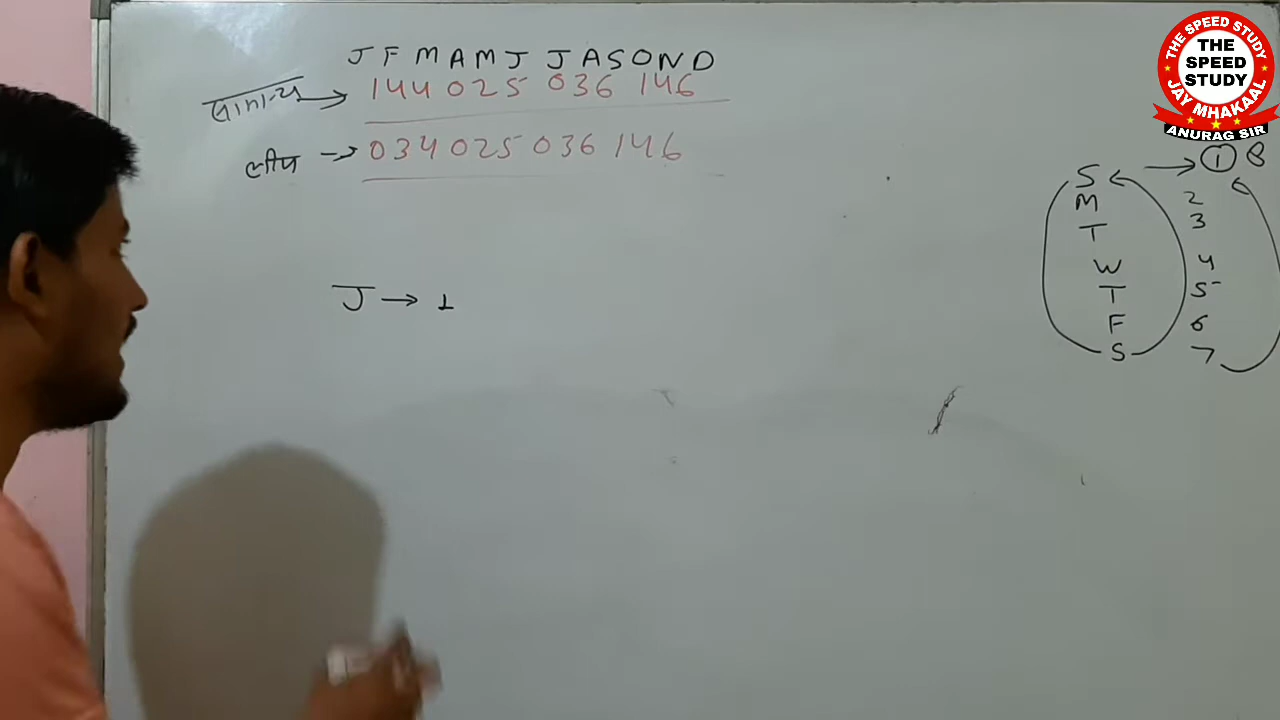 J F M A M J J A S O N D
सामान्य → 144 025 036 146
लीप → 034 025 036 146
J → 1
S → 1 8
M 2
T 3
W 4
T 5
F 6
S 7
THE SPEED STUDY
THE
SPEED
STUDY
JAY MHAKAAL
ANURAG SIR